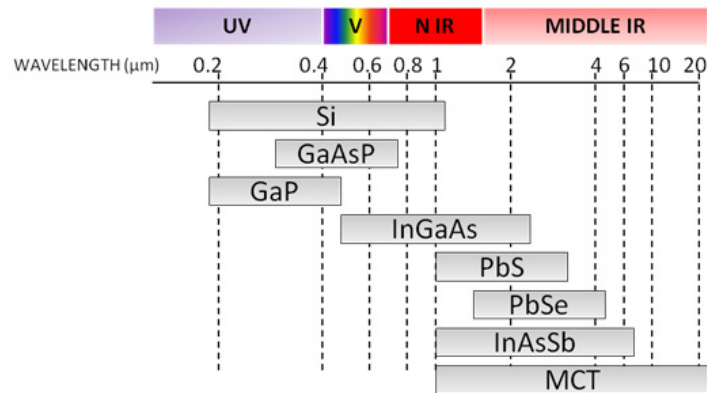 UV V N IR MIDDLE IR
WAVELENGTH (μm) 0.2 0.4 0.6 0,8 1 2 4 6 10 20
Si
GaAsP
GaP
InGaAs
PbS
PbSe
InAsSb
MCT